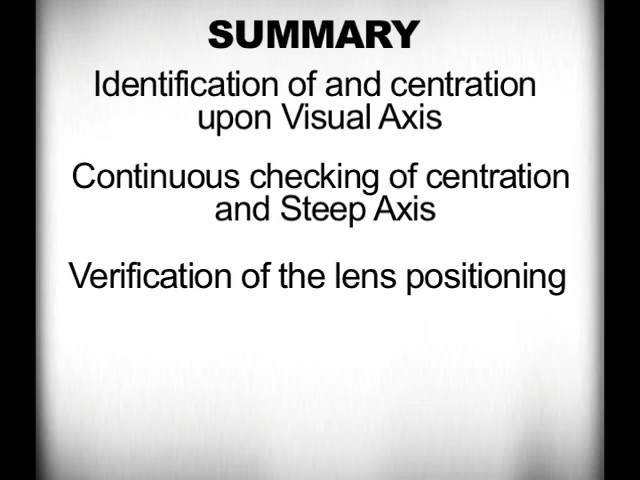 SUMMARY
Identification of and centration
upon Visual Axis
Continuous checking of centration
and Steep Axis
Verification of the lens positioning